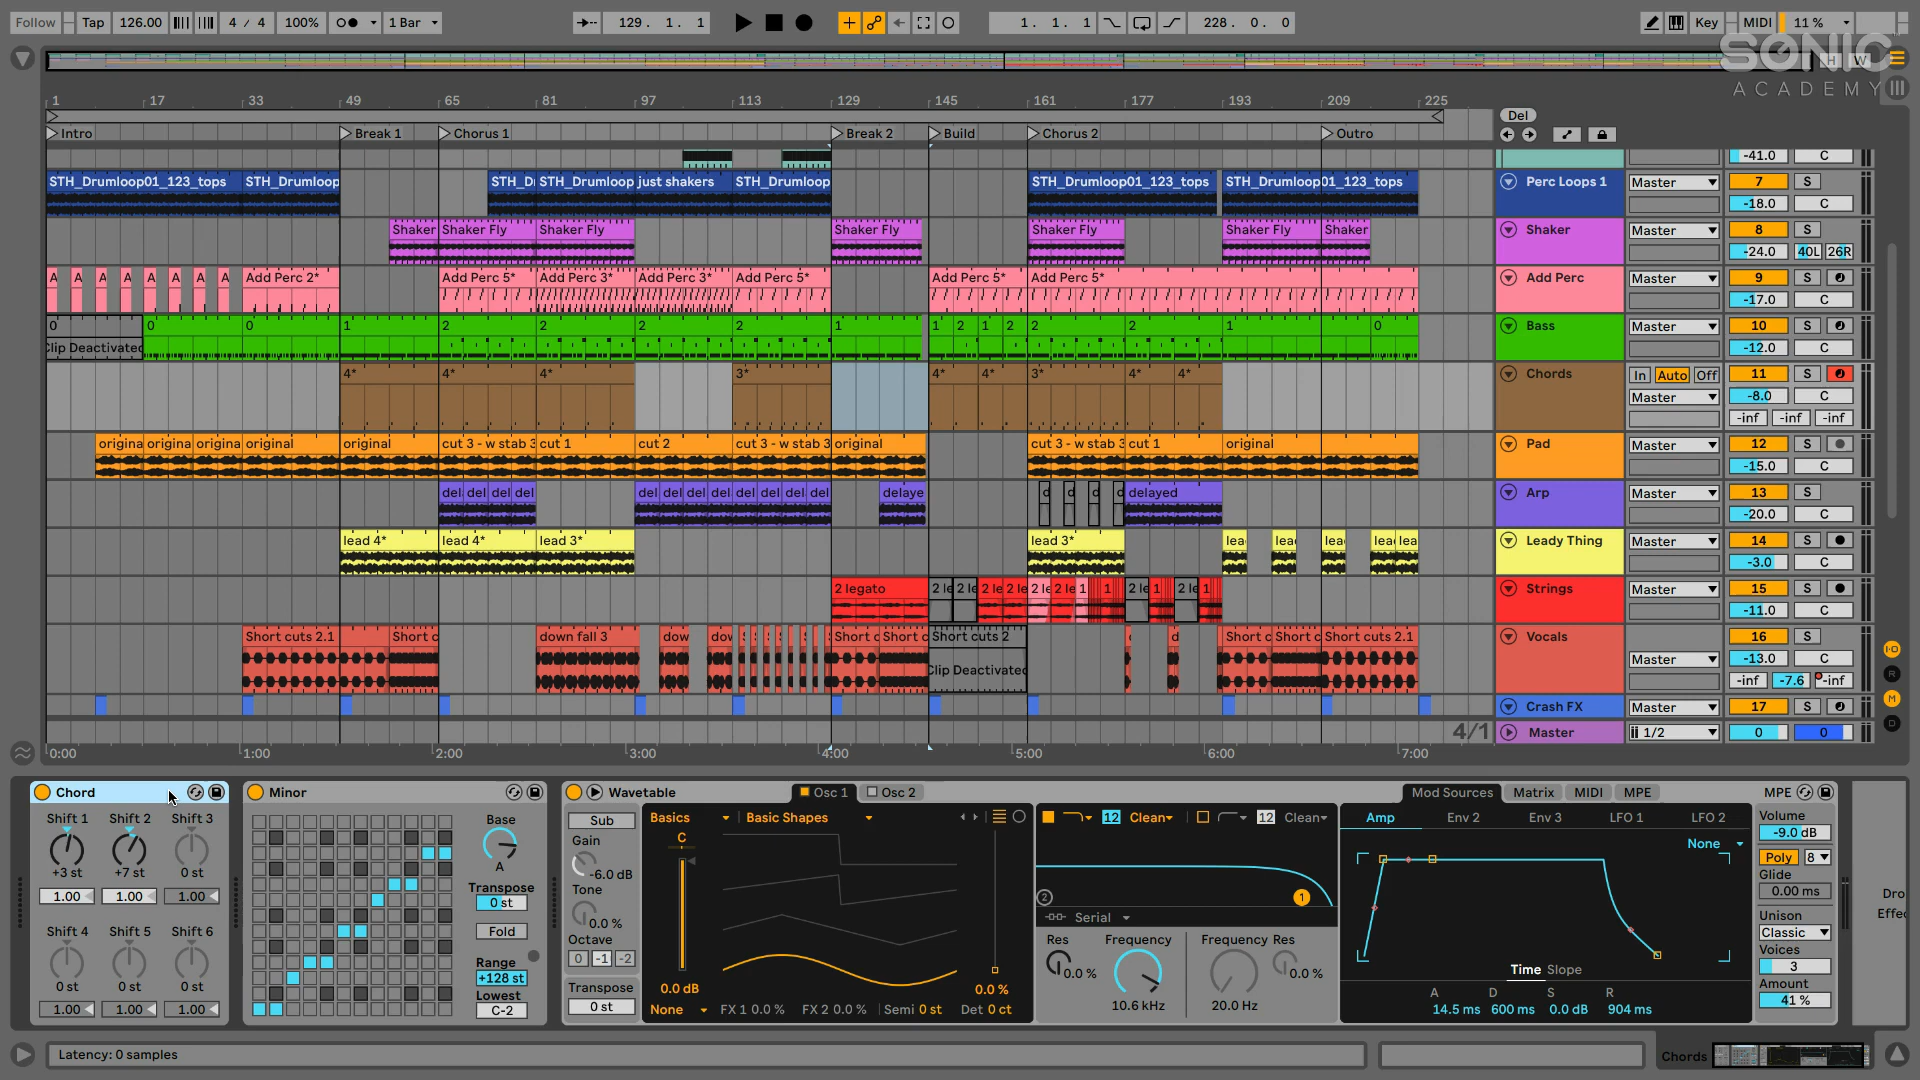 Follow Tap 126.00 4 / 4 100% 1 Bar 129. 1. 1 1. 1. 1 228. 0. 0 Key MIDI 11 %
SONIC ACADEMY
H W
1 17 33 49 65 81 97 113 129 145 161 177 193 209 225
Del
Intro Break 1 Chorus 1 Break 2 Build Chorus 2 Outro
-41.0 C
STH_Drumloop01_123_tops STH_Drumloop STH_Dr STH_Drumloop just shakers STH_Drumloop STH_Drumloop01_123_tops STH_Drumloop01_123_tops Perc Loops 1 Master 7 S
-18.0 C
Shaker Shaker Fly Shaker Fly Shaker Fly Shaker Fly Shaker Fly Shaker Shaker Master 8 S
-24.0 40L 26R
A A A A A A A A Add Perc 2* Add Perc 5* Add Perc 3* Add Perc 3* Add Perc 5* Add Perc 5* Add Perc 5* Add Perc Master 9 S
-17.0 C
0 0 0 1 2 2 2 2 1 1 2 1 2 2 2 1 0 Bass Master 10 S
Clip Deactivated -12.0 C
4* 4* 4* 3* 4* 4* 3* 4* 4* Chords In Auto Off 11 S
Master -8.0 C
-inf -inf -inf
origina origina origina original original cut 3 - w stab 3 cut 1 cut 2 cut 3 - w stab 3 original cut 3 - w stab 3 cut 1 original Pad Master 12 S
-15.0 C
del del del del del del del del del del del del delaye d d d d delayed Arp Master 13 S
-20.0 C
lead 4* lead 4* lead 3* lead 3* lea lea lea lea lea Leady Thing Master 14 S
-3.0 C
2 legato 2 le 2 le 2 le 2 le 2 le 2 le 1 1 2 le 1 2 le 1 Strings Master 15 S
-11.0 C
Short cuts 2.1 Short c down fall 3 dow dov Short c Short c Short cuts 2 d Short c Short c Short cuts 2.1 Vocals 16 S
Clip Deactivated Master -13.0 C
-inf -7.6 -inf
Crash FX Master 17 S
4/1 Master 1/2 0 0
0:00 1:00 2:00 3:00 4:00 5:00 6:00 7:00
I·O
R
M
D
Chord
Shift 1 Shift 2 Shift 3
+3 st +7 st 0 st
1.00 1.00 1.00
Shift 4 Shift 5 Shift 6
0 st 0 st 0 st
1.00 1.00 1.00
Minor
Base
A
Transpose
0 st
Fold
Range
+128 st
Lowest
C-2
Wavetable Osc 1 Osc 2
Sub
Gain
-6.0 dB
Tone
0.0 %
Octave
0 -1 -2
Transpose
0 st
Basics Basic Shapes
C
0.0 dB 0.0 %
None FX 1 0.0 % FX 2 0.0 % Semi 0 st Det 0 ct
12 Clean 12 Clean
2 1
Serial
Res Frequency Frequency Res
0.0 % 0.0 %
10.6 kHz 20.0 Hz
Mod Sources Matrix MIDI MPE
Amp Env 2 Env 3 LFO 1 LFO 2
None
Time Slope
A D S R
14.5 ms 600 ms 0.0 dB 904 ms
MPE
Volume
-9.0 dB
Poly 8
Glide
0.00 ms
Unison
Classic
Voices
3
Amount
41 %
Dro
Effec
Latency: 0 samples
Chords